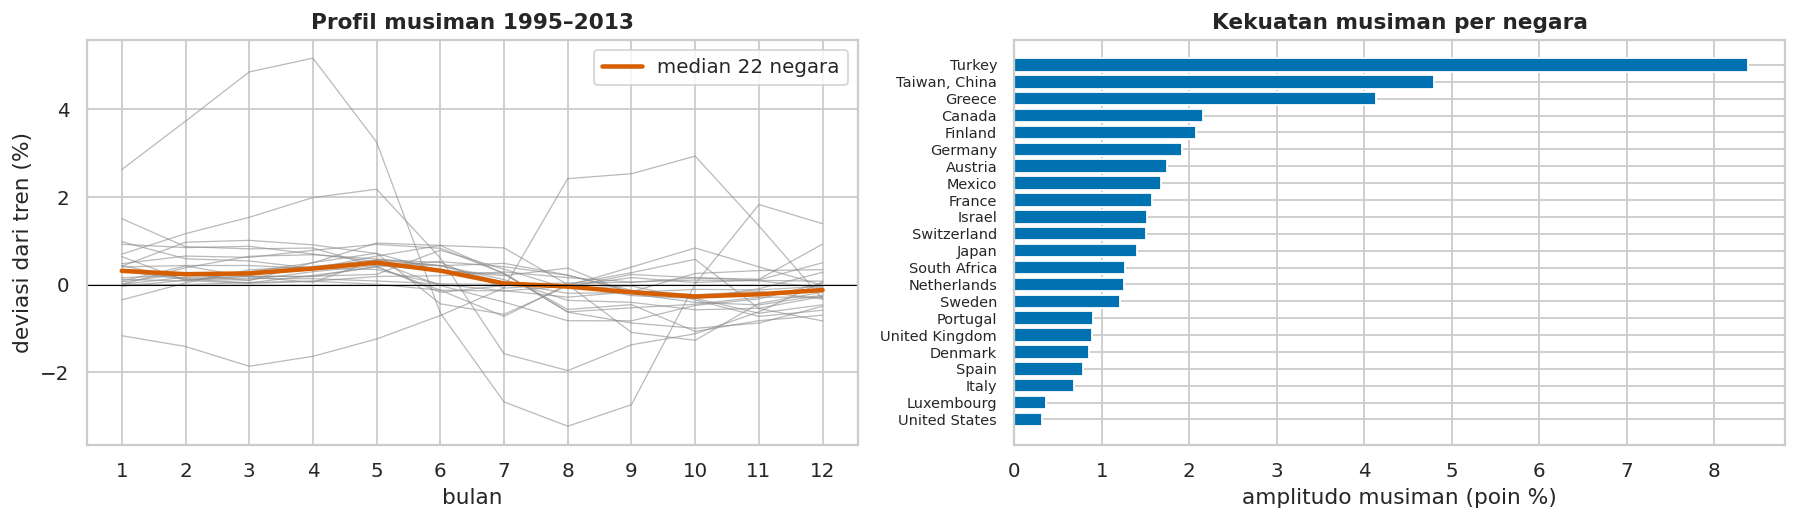 Profil musiman 1995–2013
median 22 negara
deviasi dari tren (%)
4
2
0
−2
1 2 3 4 5 6 7 8 9 10 11 12
bulan
Kekuatan musiman per negara
Turkey
Taiwan, China
Greece
Canada
Finland
Germany
Austria
Mexico
France
Israel
Switzerland
Japan
South Africa
Netherlands
Sweden
Portugal
United Kingdom
Denmark
Spain
Italy
Luxembourg
United States
0 1 2 3 4 5 6 7 8
amplitudo musiman (poin %)